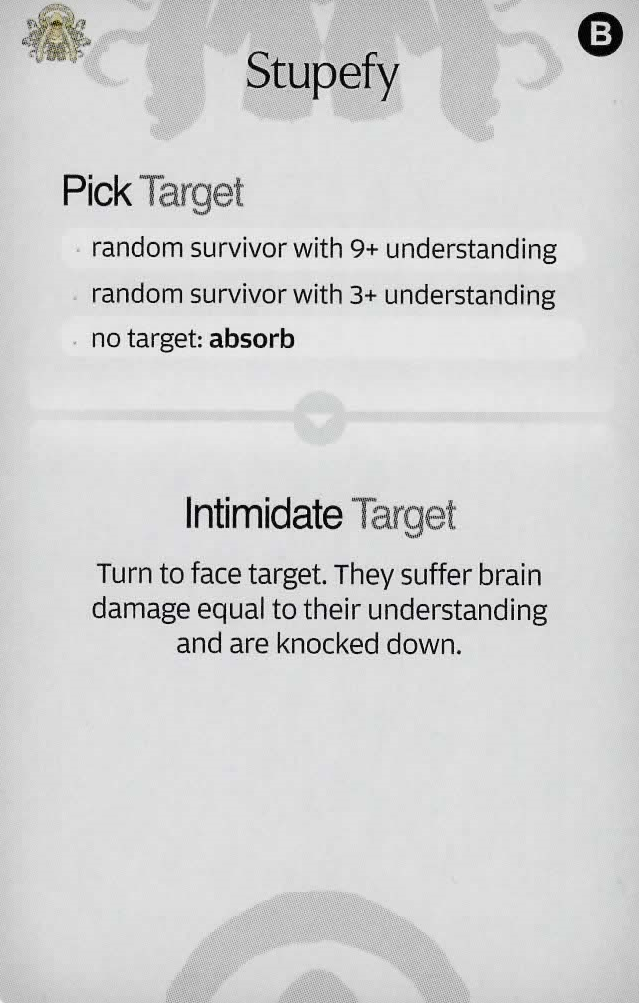 B
Stupefy
Pick Target
random survivor with 9+ understanding
random survivor with 3+ understanding
no target: absorb
Intimidate Target
Turn to face target. They suffer brain
damage equal to their understanding
and are knocked down.